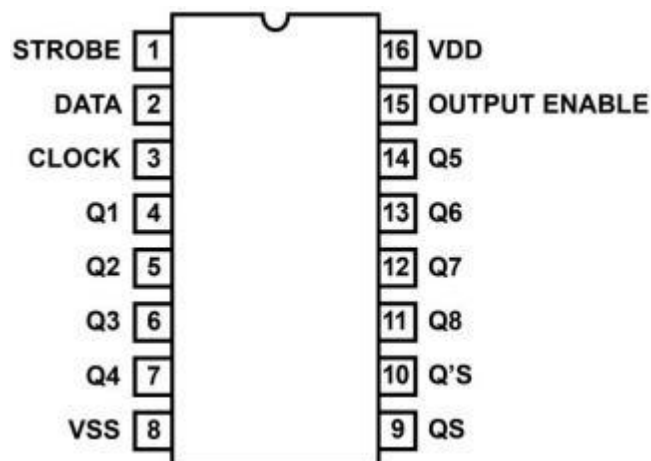 STROBE 1 16 VDD
DATA 2 15 OUTPUT ENABLE
CLOCK 3 14 Q5
Q1 4 13 Q6
Q2 5 12 Q7
Q3 6 11 Q8
Q4 7 10 Q'S
VSS 8 9 QS